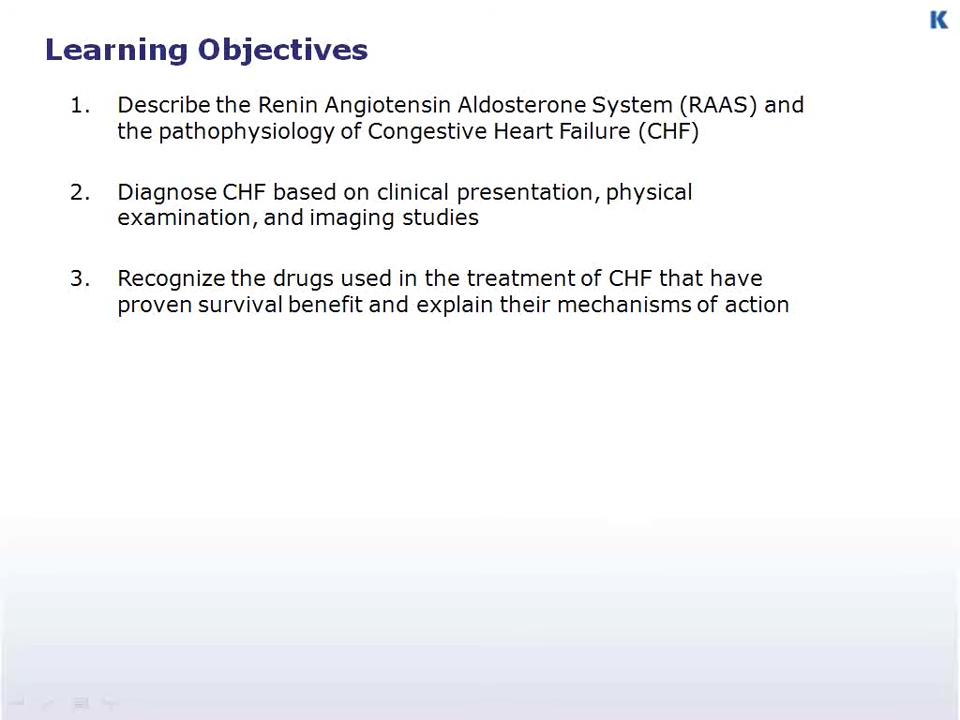 K
Learning Objectives
1. Describe the Renin Angiotensin Aldosterone System (RAAS) and
the pathophysiology of Congestive Heart Failure (CHF)
2. Diagnose CHF based on clinical presentation, physical
examination, and imaging studies
3. Recognize the drugs used in the treatment of CHF that have
proven survival benefit and explain their mechanisms of action